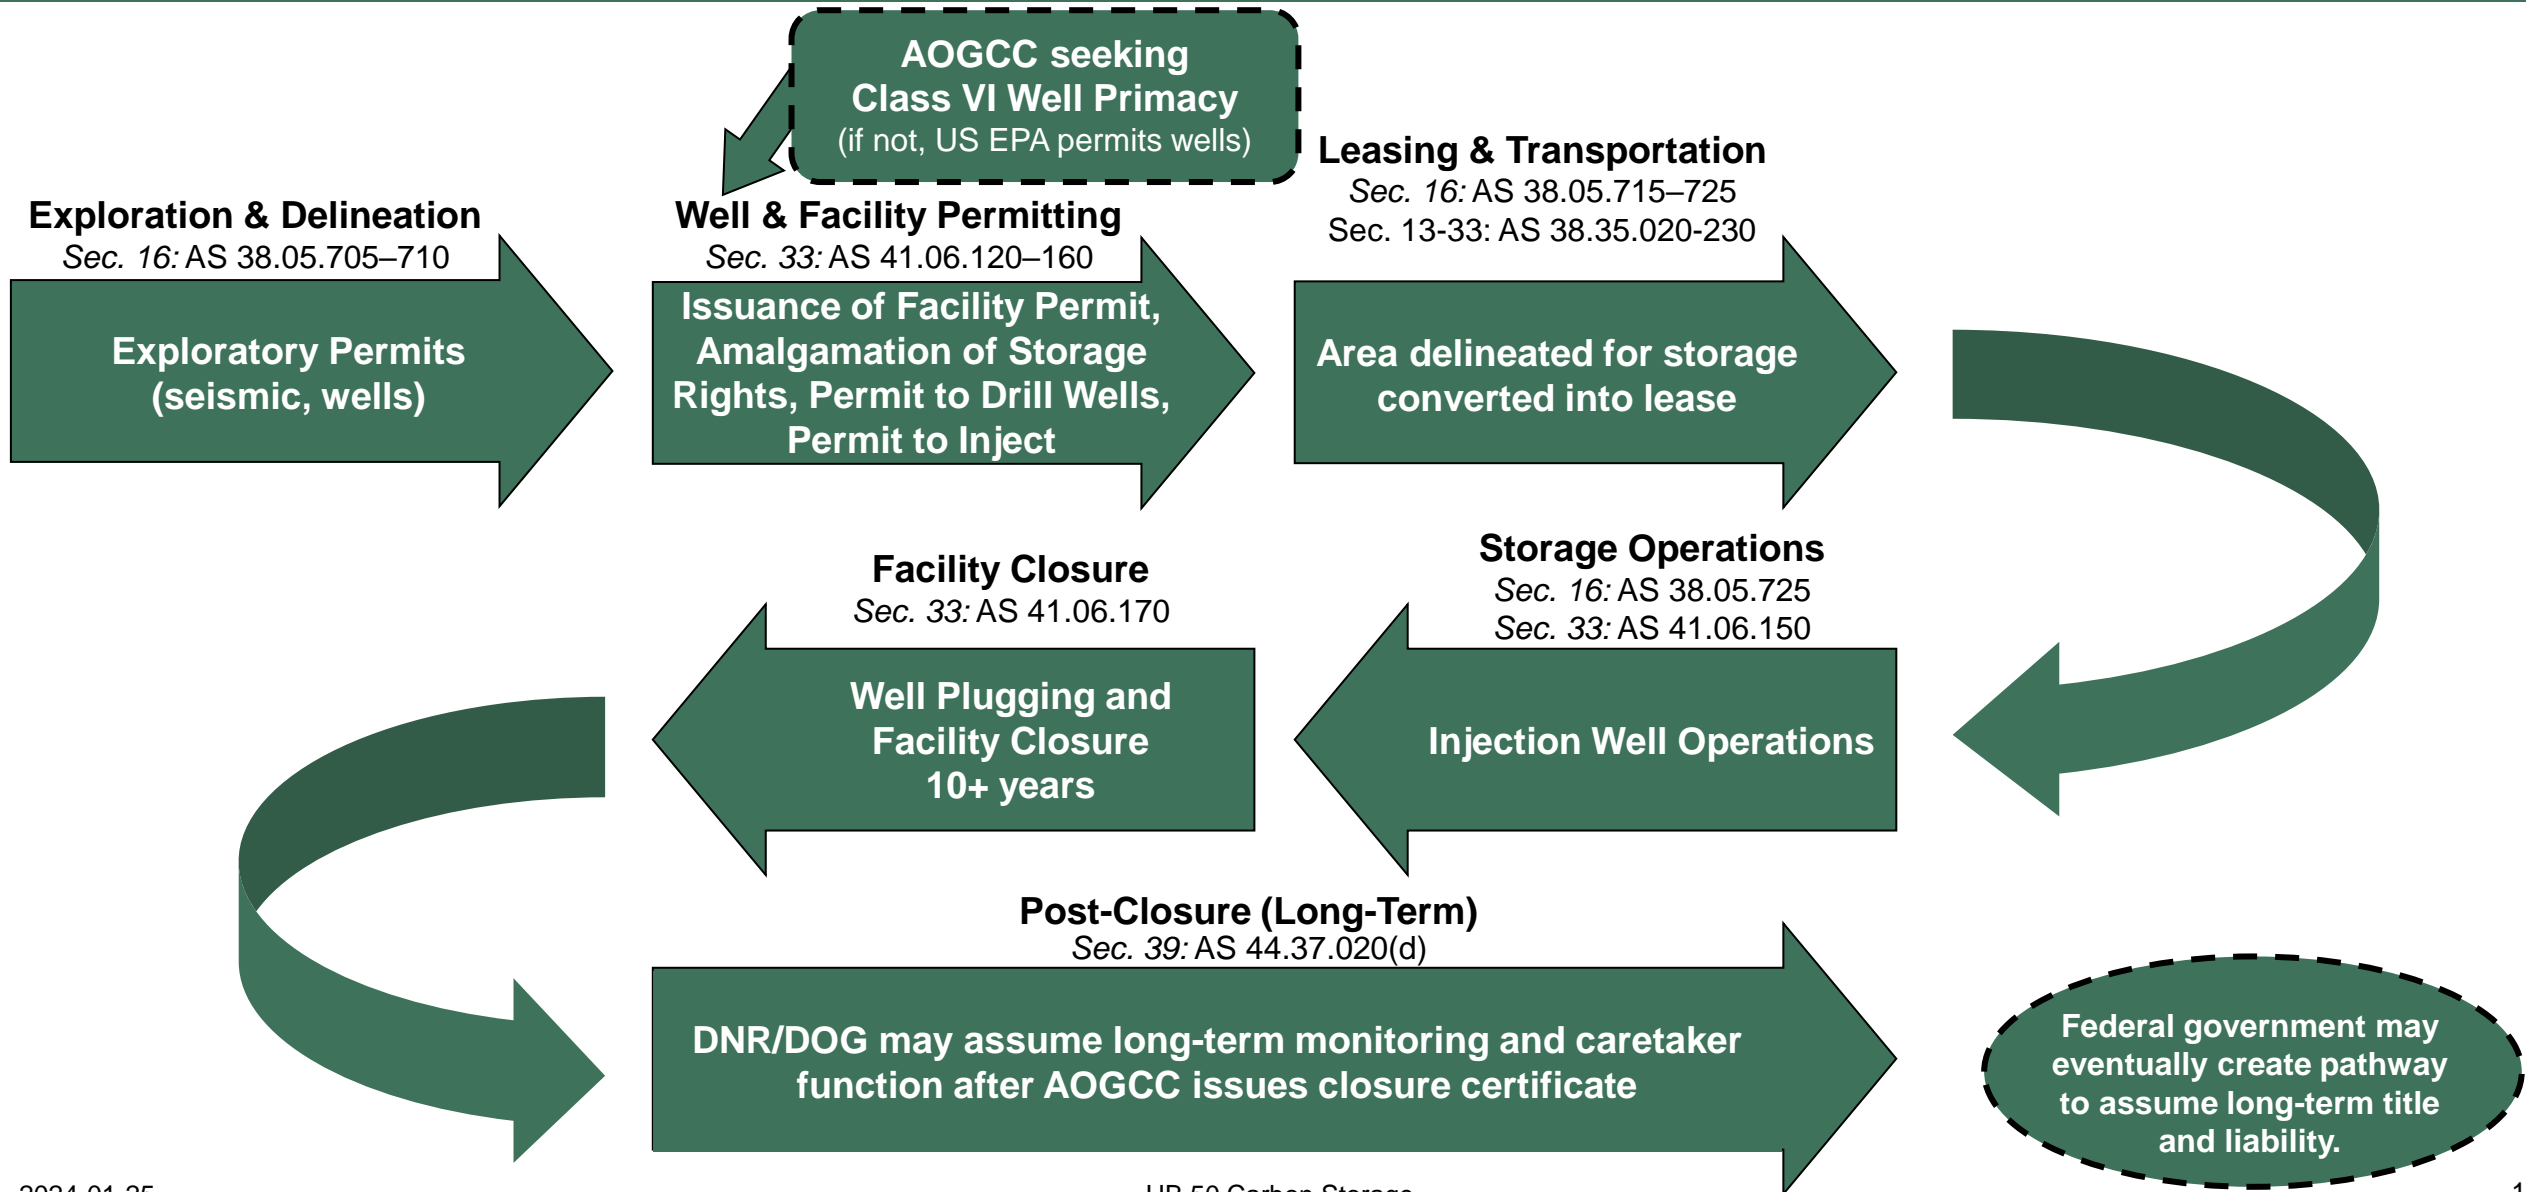 AOGCC seeking
Class VI Well Primacy
(if not, US EPA permits wells)
Exploration & Delineation
Sec. 16: AS 38.05.705–710
Exploratory Permits
(seismic, wells)
Well & Facility Permitting
Sec. 33: AS 41.06.120–160
Issuance of Facility Permit,
Amalgamation of Storage
Rights, Permit to Drill Wells,
Permit to Inject
Leasing & Transportation
Sec. 16: AS 38.05.715–725
Sec. 13-33: AS 38.35.020-230
Area delineated for storage
converted into lease
Storage Operations
Sec. 16: AS 38.05.725
Sec. 33: AS 41.06.150
Injection Well Operations
Facility Closure
Sec. 33: AS 41.06.170
Well Plugging and
Facility Closure
10+ years
Post-Closure (Long-Term)
Sec. 39: AS 44.37.020(d)
DNR/DOG may assume long-term monitoring and caretaker
function after AOGCC issues closure certificate
Federal government may
eventually create pathway
to assume long-term title
and liability.
2024-01-25
HB 50 Carbon Storage